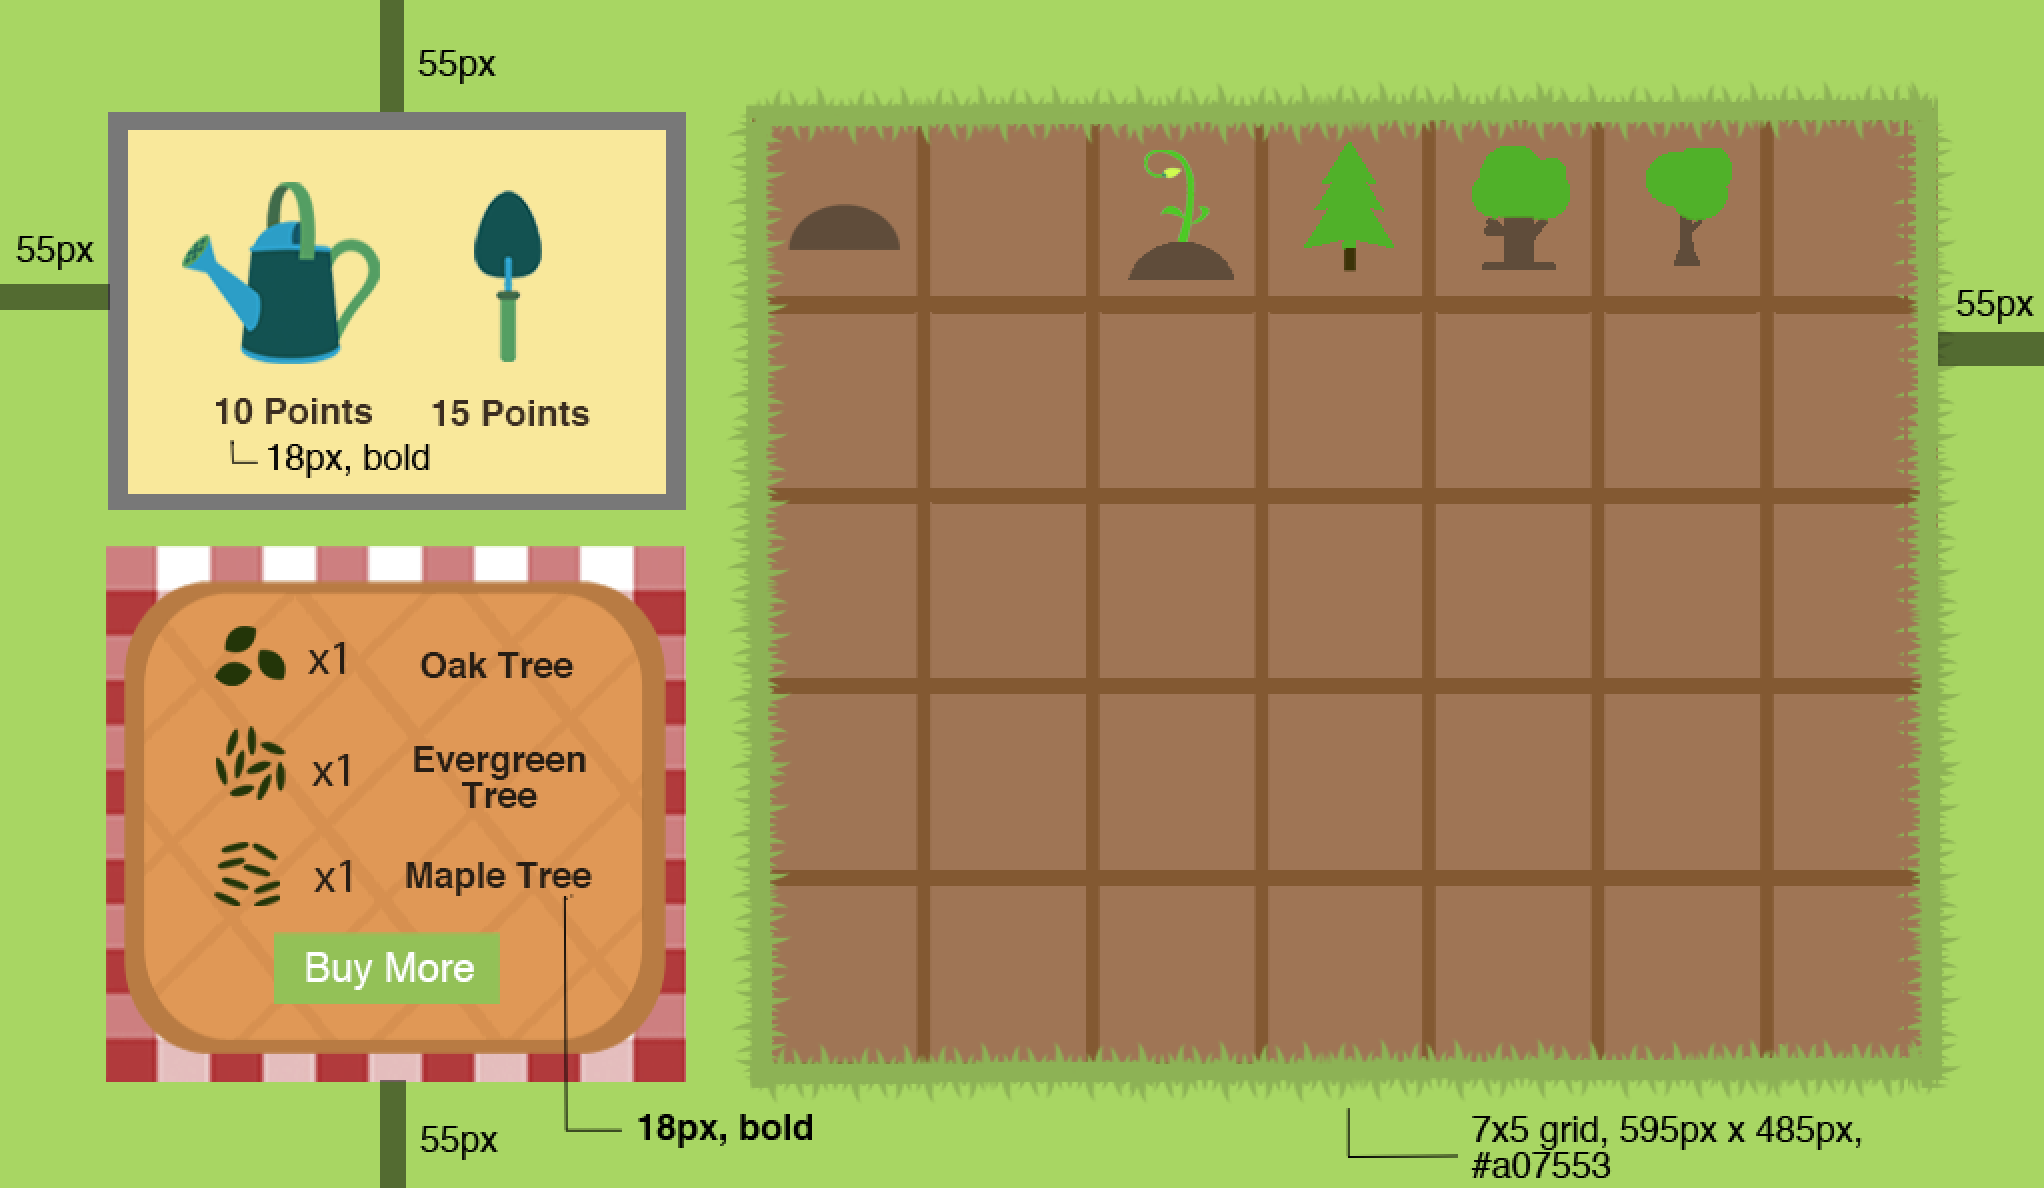 55px
55px
10 Points
15 Points
18px, bold
55px
x1
Oak Tree
x1
Evergreen
Tree
x1
Maple Tree
Buy More
18px, bold
55px
7x5 grid, 595px x 485px,
#a07553